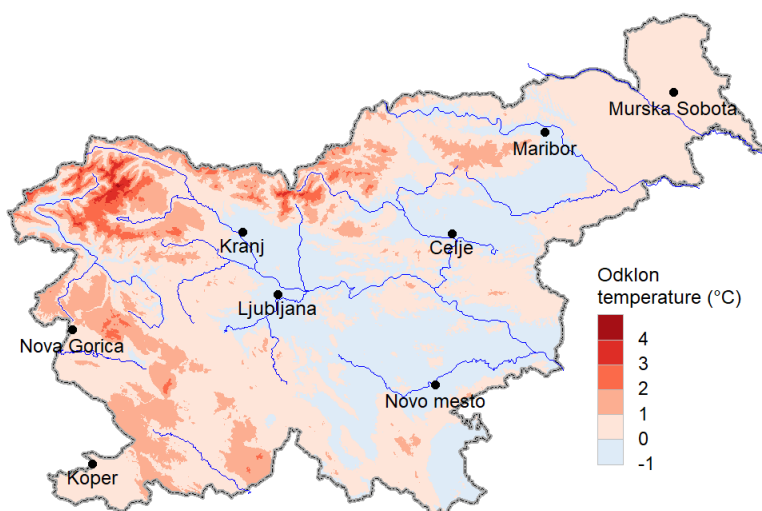 Murska Sobota
Maribor
Kranj
Celje
Ljubljana
Nova Gorica
Novo mesto
Koper
Odklon
temperature (°C)
4
3
2
1
0
-1